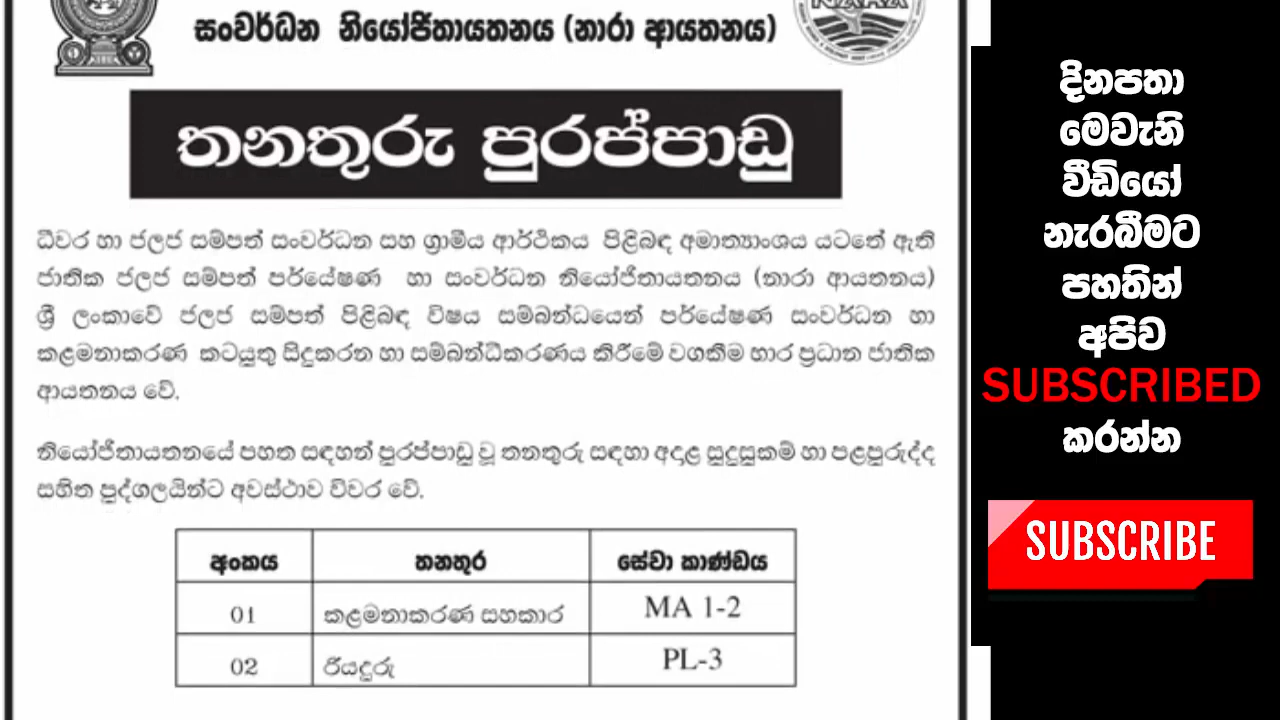 සංවර්ධන නියෝජිතායතනය (නාරා ආයතනය)
තනතුරු පුරප්පාඩු
ධීවර හා ජලජ සම්පත් සංවර්ධන සහ ග්‍රාමීය ආර්ථිකය පිළිබඳ අමාත්‍යාංශය යටතේ ඇති
ජාතික ජලජ සම්පත් පර්යේෂණ හා සංවර්ධන නියෝජිතායතනය (නාරා ආයතනය)
ශ්‍රී ලංකාවේ ජලජ සම්පත් පිළිබඳ විෂය සම්බන්ධයෙන් පර්යේෂණ සංවර්ධන හා
කළමනාකරණ කටයුතු සිදුකරන හා සම්බන්ධීකරණය කිරීමේ වගකීම භාර ප්‍රධාන ජාතික
ආයතනය වේ.
නියෝජිතායතනයේ පහත සඳහන් පුරප්පාඩු වූ තනතුරු සඳහා අදාළ සුදුසුකම් හා පළපුරුද්ද
සහිත පුද්ගලයින්ට අවස්ථාව විවර වේ.
අංකය තනතුර සේවා කාණ්ඩය
01 කළමනාකරණ සහකාර MA 1-2
02 රියදුරු PL-3
දිනපතා
මෙවැනි
වීඩියෝ
නැරබීමට
පහතින්
අපිව
SUBSCRIBED
කරන්න
SUBSCRIBE